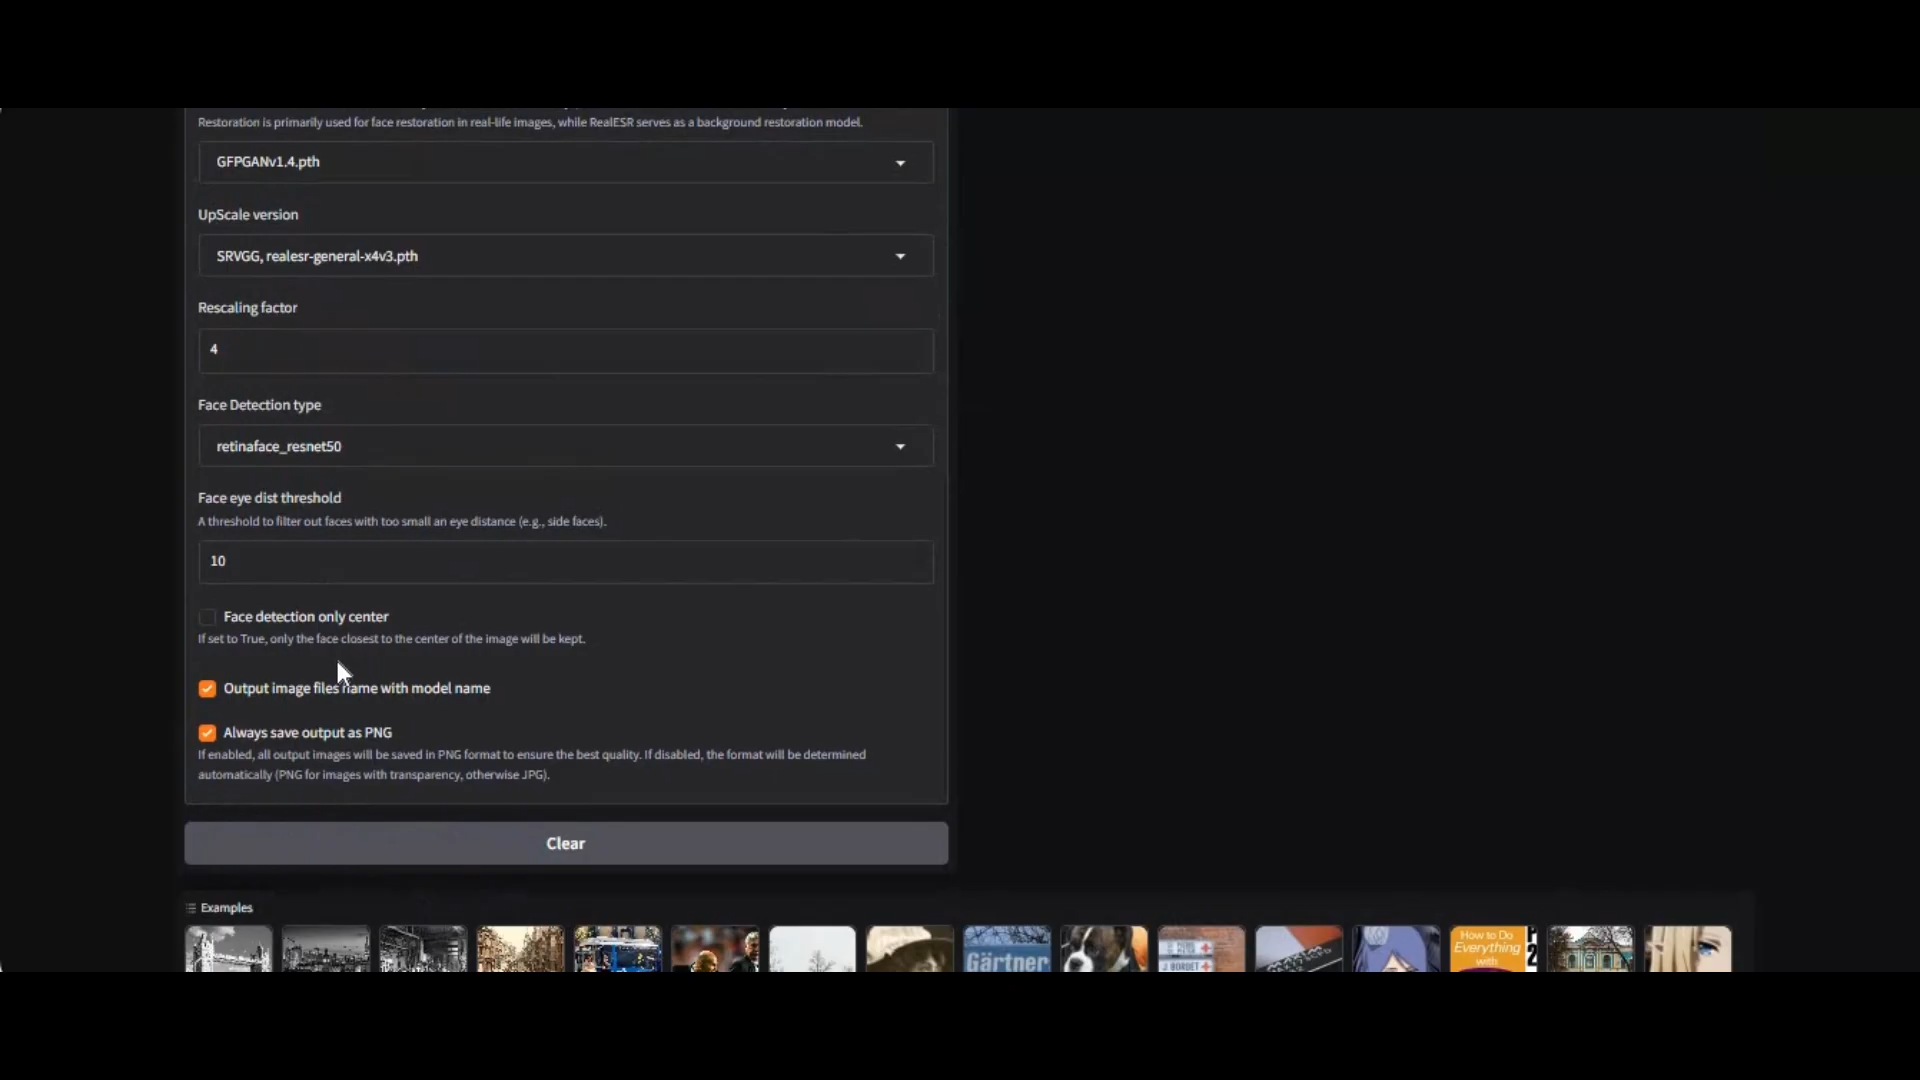 Restoration is primarily used for face restoration in real-life images, while RealESR serves as a background restoration model.
GFPGANv1.4.pth
UpScale version
SRVGG, realesr-general-x4v3.pth
Rescaling factor
4
Face Detection type
retinaface_resnet50
Face eye dist threshold
A threshold to filter out faces with too small an eye distance (e.g., side faces).
10
Face detection only center
If set to True, only the face closest to the center of the image will be kept.
Output image files name with model name
Always save output as PNG
If enabled, all output images will be saved in PNG format to ensure the best quality. If disabled, the format will be determined
automatically (PNG for images with transparency, otherwise JPG).
Clear
Examples
Gärtner
How to Do
Everything
with